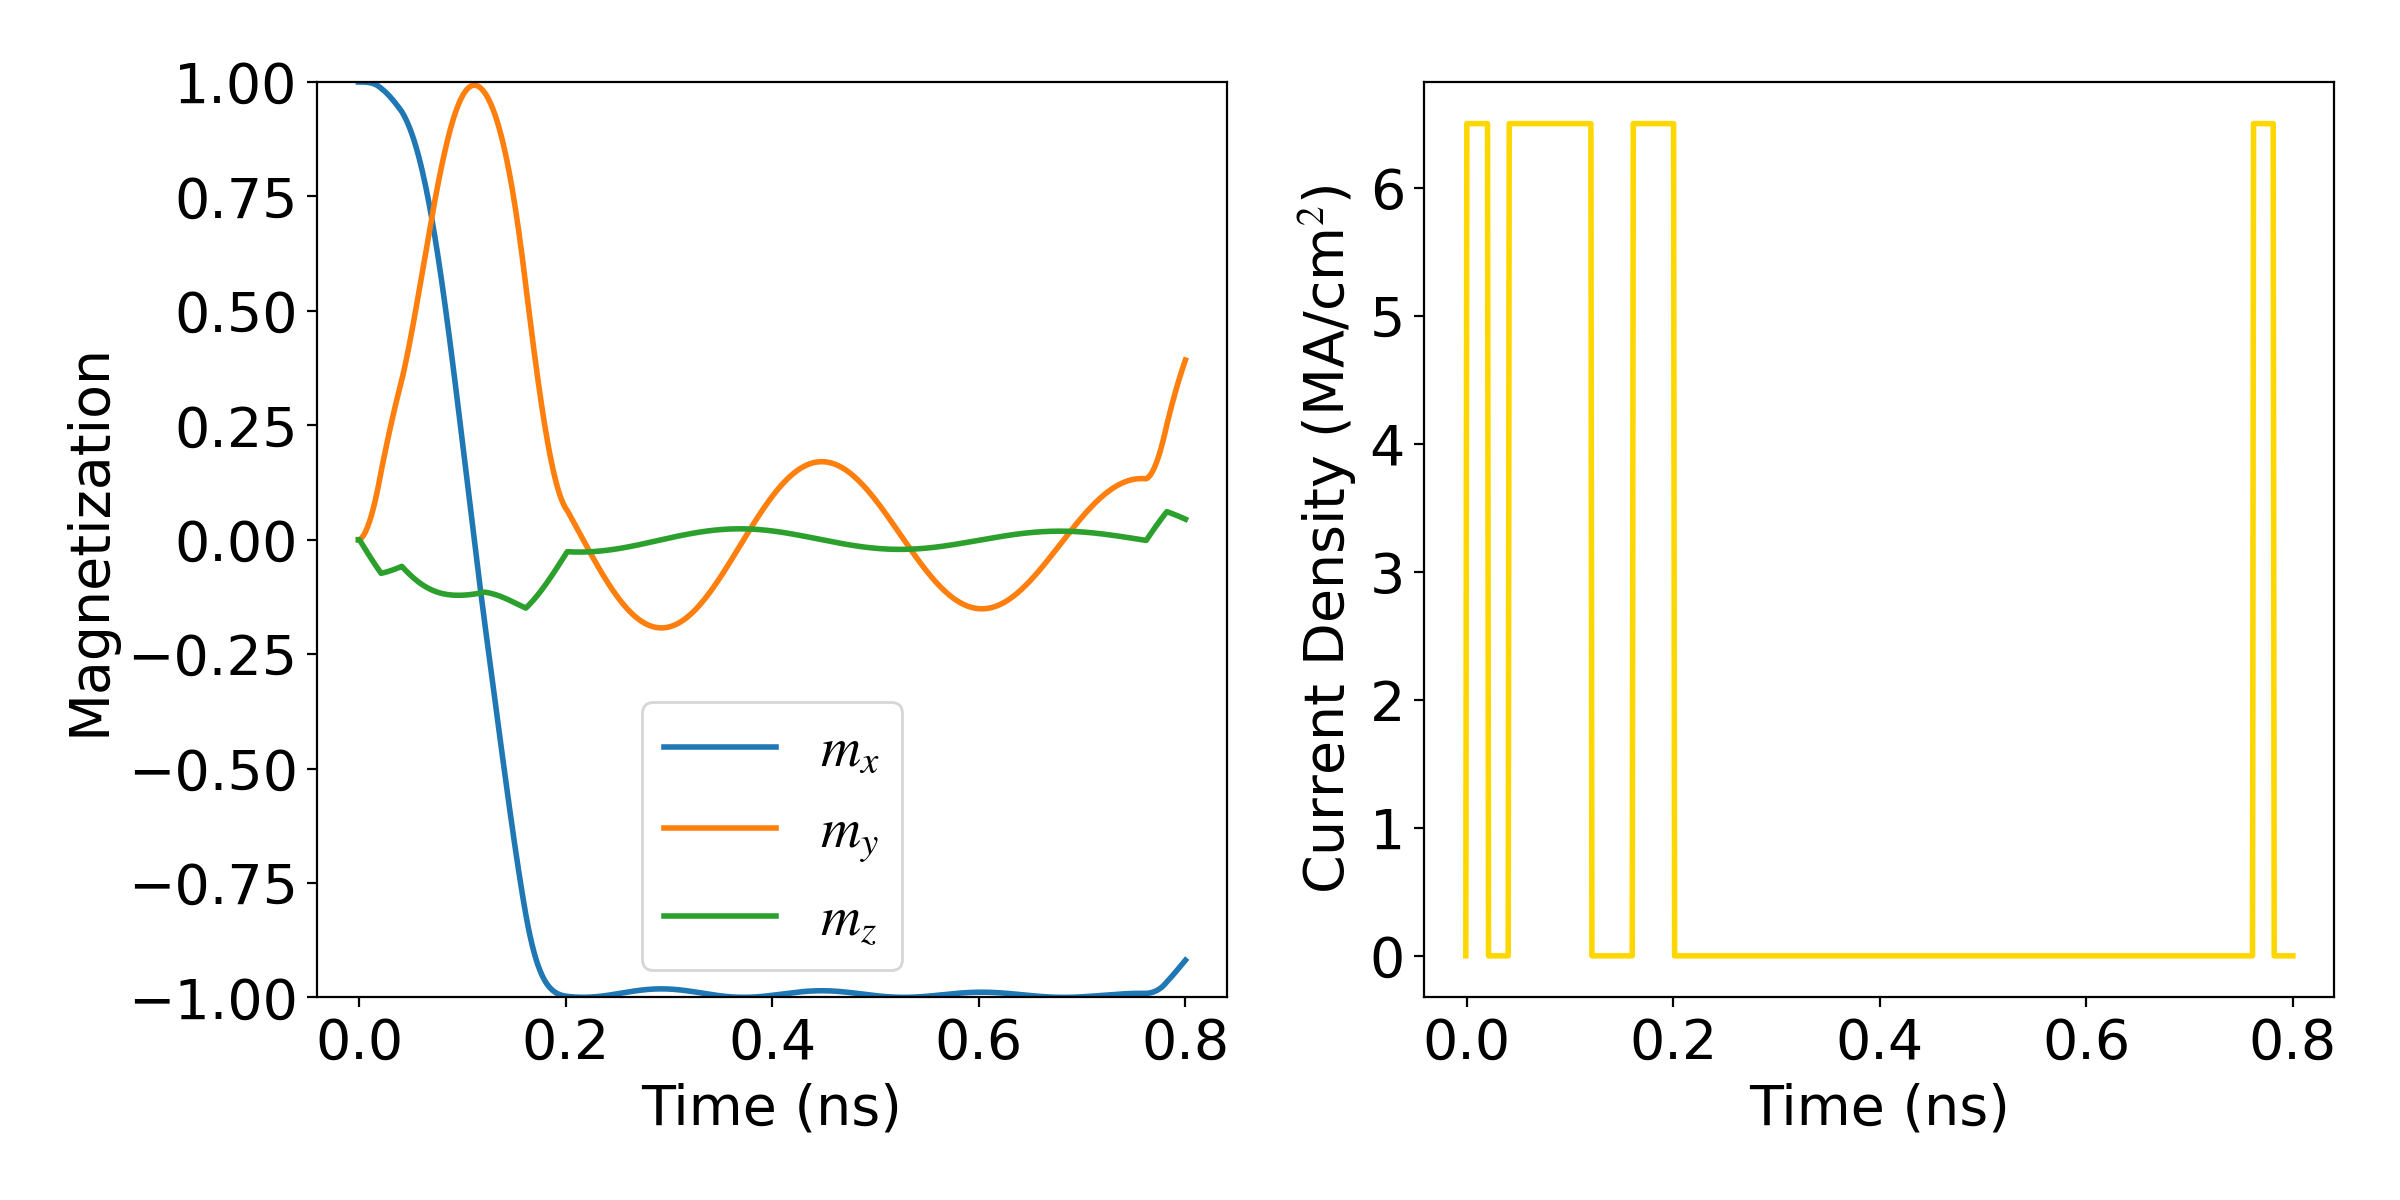 Magnetization
1.00
0.75
0.50
0.25
0.00
−0.25
−0.50
−0.75
−1.00
0.0 0.2 0.4 0.6 0.8
Time (ns)
m_x
m_y
m_z
Current Density (MA/cm²)
6
5
4
3
2
1
0
0.0 0.2 0.4 0.6 0.8
Time (ns)